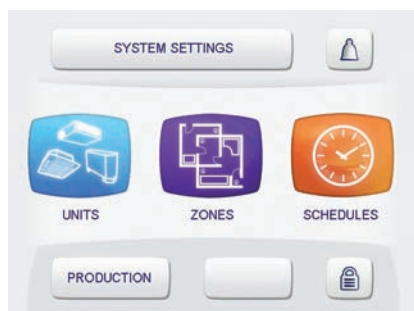 SYSTEM SETTINGS
UNITS
ZONES
SCHEDULES
PRODUCTION